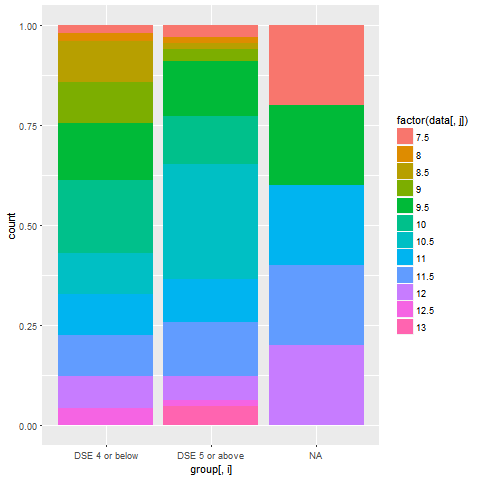 1.00
0.75
0.50
0.25
0.00
count
DSE 4 or below
DSE 5 or above
NA
group[, i]
factor(data[, j])
7.5
8
8.5
9
9.5
10
10.5
11
11.5
12
12.5
13